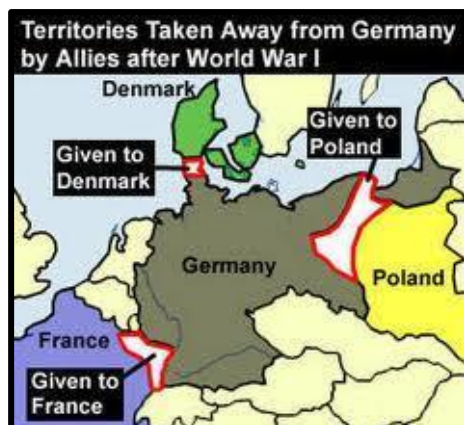 Territories Taken Away from Germany
by Allies after World War I
Denmark
Given to
Poland
Given to
Denmark
Germany
Poland
France
Given to
France